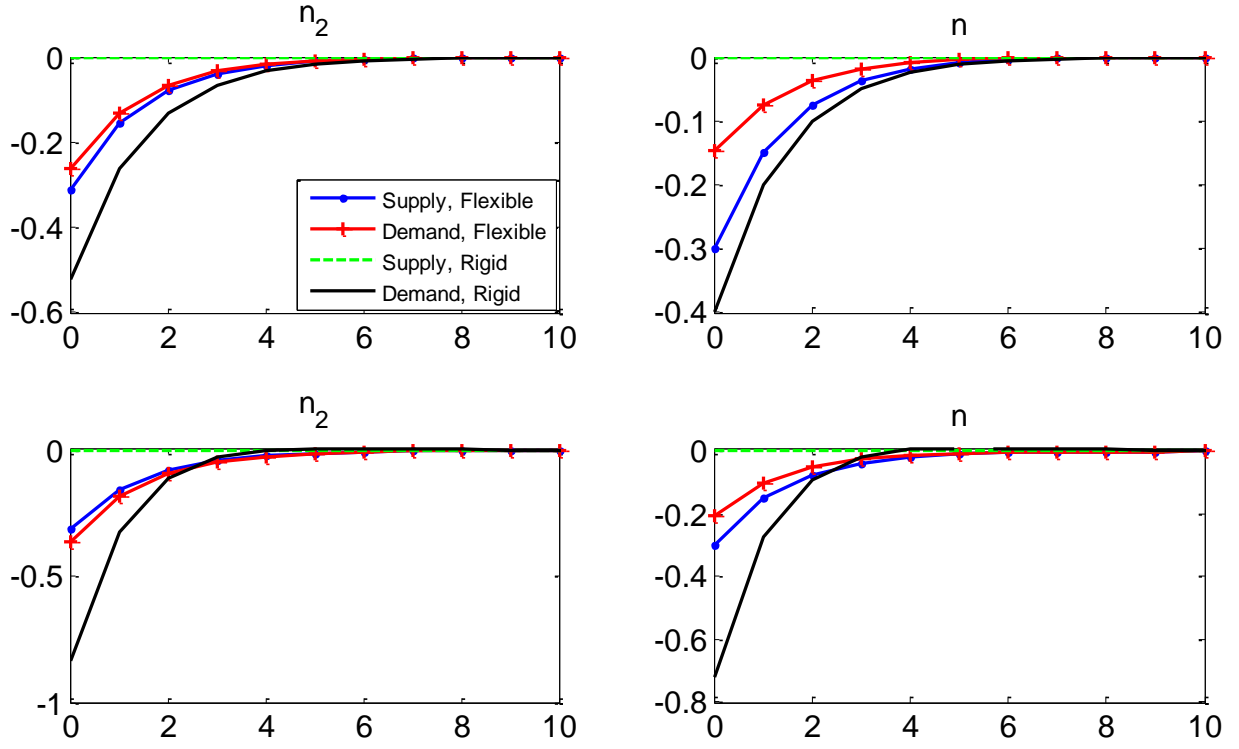 n2
0
-0.2
-0.4
-0.6
0 2 4 6 8 10
Supply, Flexible
Demand, Flexible
Supply, Rigid
Demand, Rigid
n
0
-0.1
-0.2
-0.3
-0.4
0 2 4 6 8 10
n2
0
-0.5
-1
0 2 4 6 8 10
n
0
-0.2
-0.4
-0.6
-0.8
0 2 4 6 8 10